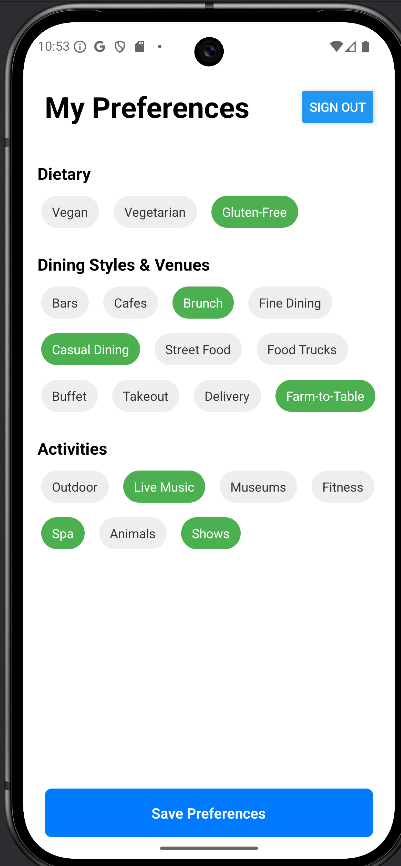 10:53
My Preferences
SIGN OUT
Dietary
Vegan Vegetarian Gluten-Free
Dining Styles & Venues
Bars Cafes Brunch Fine Dining
Casual Dining Street Food Food Trucks
Buffet Takeout Delivery Farm-to-Table
Activities
Outdoor Live Music Museums Fitness
Spa Animals Shows
Save Preferences